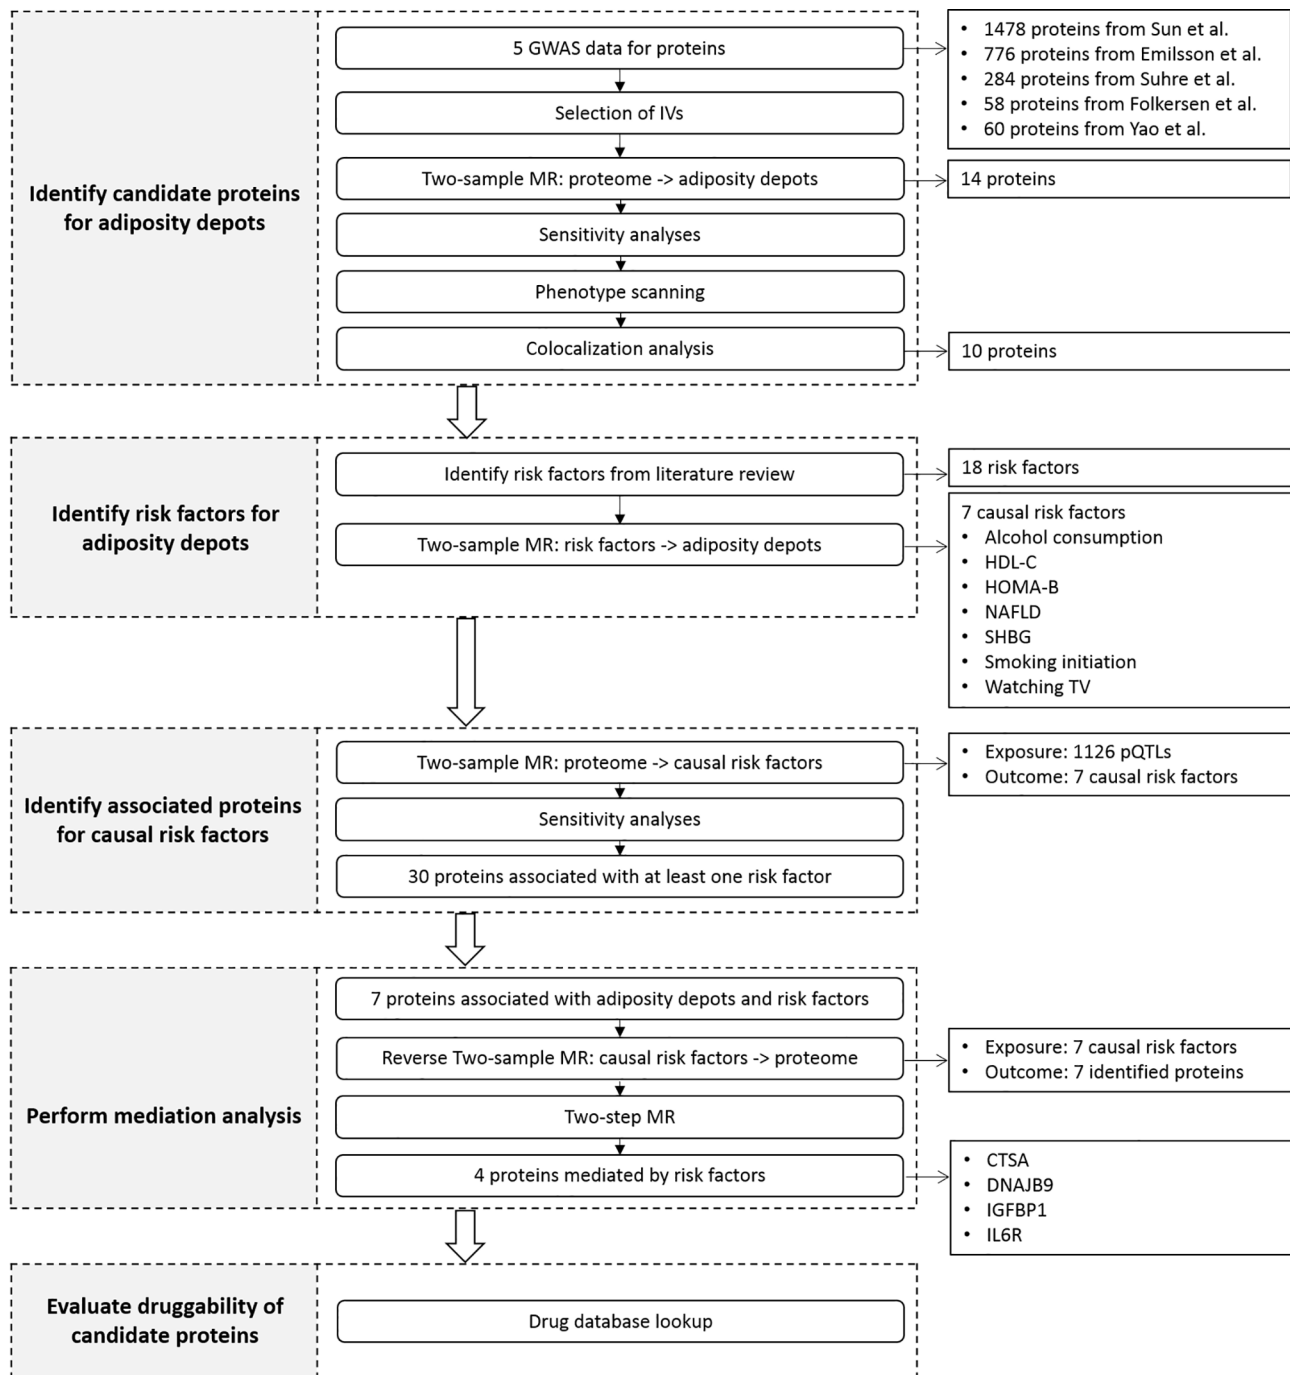 Identify candidate proteins
for adiposity depots
5 GWAS data for proteins
• 1478 proteins from Sun et al.
• 776 proteins from Emilsson et al.
• 284 proteins from Suhre et al.
• 58 proteins from Folkersen et al.
• 60 proteins from Yao et al.
Selection of IVs
Two-sample MR: proteome -> adiposity depots
14 proteins
Sensitivity analyses
Phenotype scanning
Colocalization analysis
10 proteins
Identify risk factors for
adiposity depots
Identify risk factors from literature review
18 risk factors
Two-sample MR: risk factors -> adiposity depots
7 causal risk factors
• Alcohol consumption
• HDL-C
• HOMA-B
• NAFLD
• SHBG
• Smoking initiation
• Watching TV
Identify associated proteins
for causal risk factors
Two-sample MR: proteome -> causal risk factors
• Exposure: 1126 pQTLs
• Outcome: 7 causal risk factors
Sensitivity analyses
30 proteins associated with at least one risk factor
Perform mediation analysis
7 proteins associated with adiposity depots and risk factors
Reverse Two-sample MR: causal risk factors -> proteome
• Exposure: 7 causal risk factors
• Outcome: 7 identified proteins
Two-step MR
4 proteins mediated by risk factors
• CTSA
• DNAJB9
• IGFBP1
• IL6R
Evaluate druggability of
candidate proteins
Drug database lookup